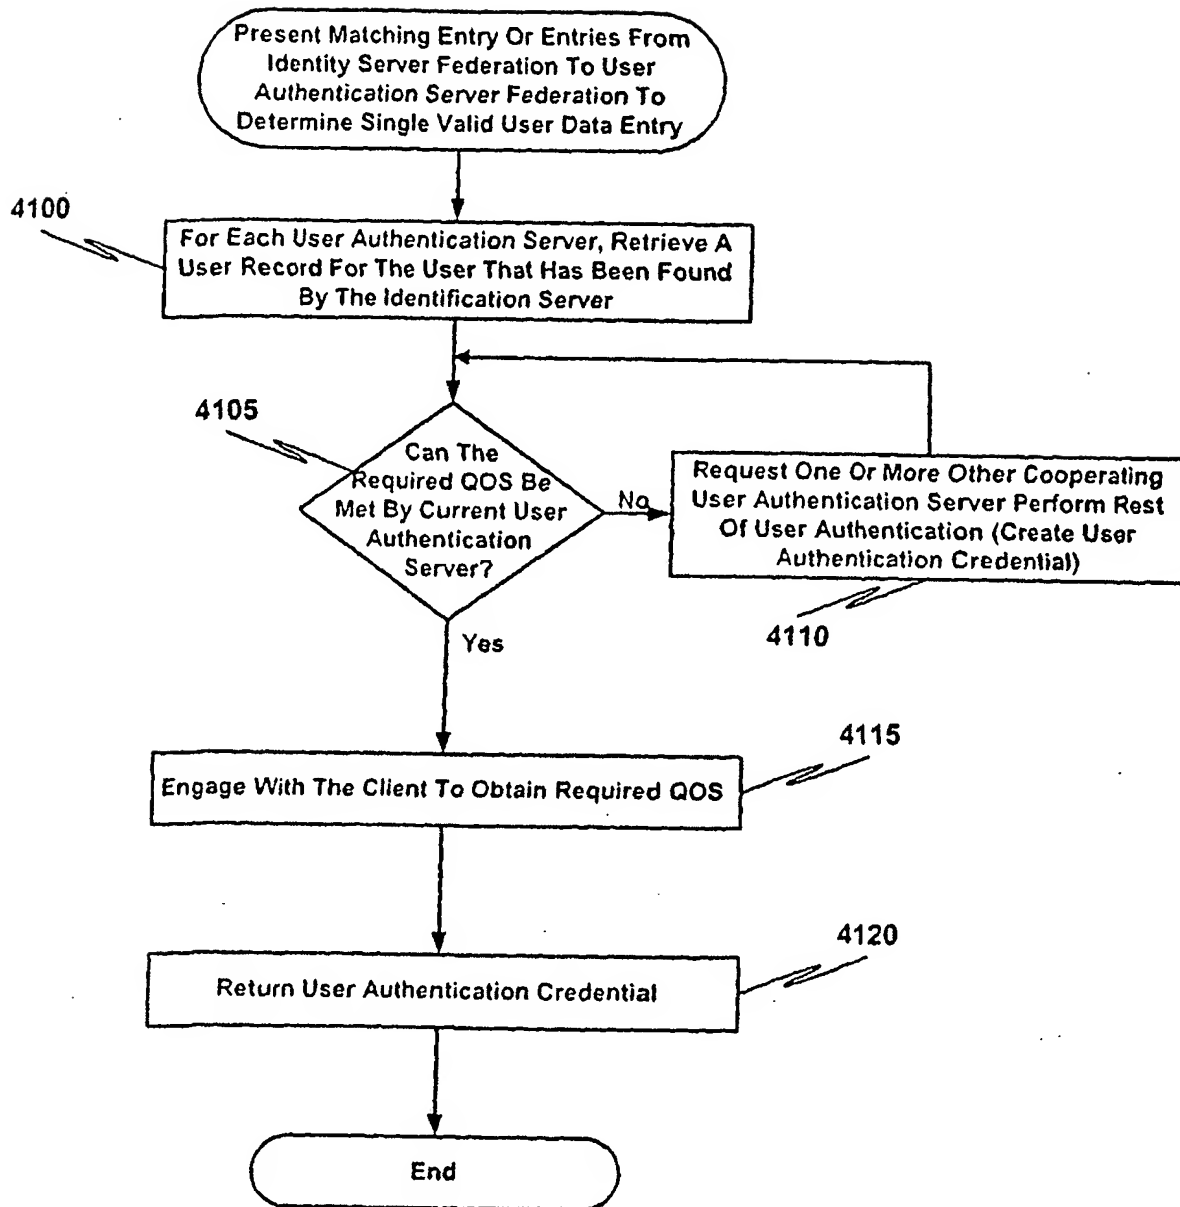 Present Matching Entry Or Entries From
Identity Server Federation To User
Authentication Server Federation To
Determine Single Valid User Data Entry
4100
For Each User Authentication Server, Retrieve A
User Record For The User That Has Been Found
By The Identification Server
4105
Can The
Required QOS Be
Met By Current User
Authentication
Server?
No
Request One Or More Other Cooperating
User Authentication Server Perform Rest
Of User Authentication (Create User
Authentication Credential)
4110
Yes
4115
Engage With The Client To Obtain Required QOS
4120
Return User Authentication Credential
End